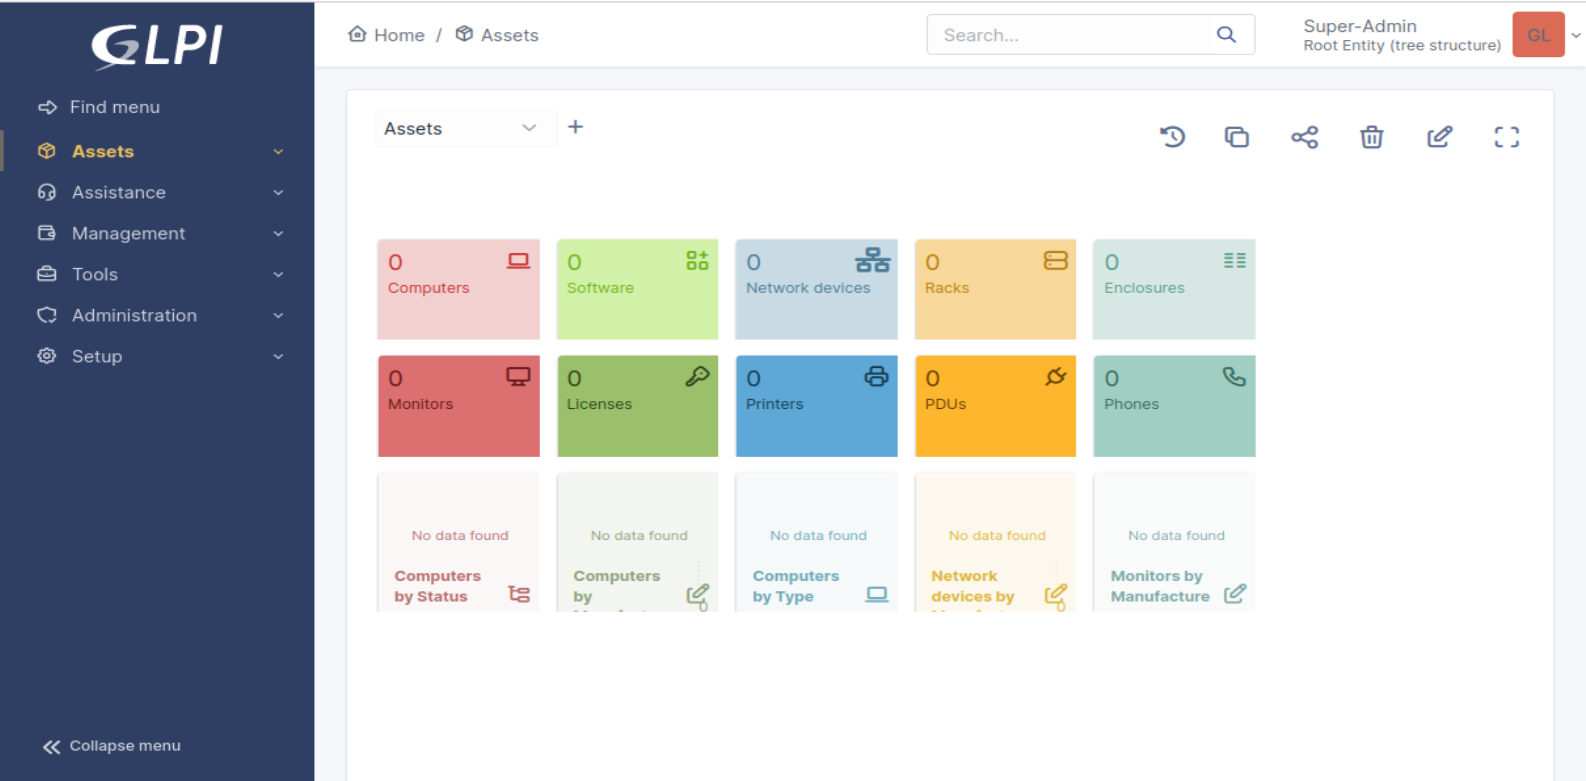 GLPI
Find menu
Assets
Assistance
Management
Tools
Administration
Setup
Collapse menu
Home / Assets
Search...
Super-Admin
Root Entity (tree structure)
GL
Assets
0
Computers
0
Software
0
Network devices
0
Racks
0
Enclosures
0
Monitors
0
Licenses
0
Printers
0
PDUs
0
Phones
No data found
Computers
by Status
No data found
Computers
by
No data found
Computers
by Type
No data found
Network
devices by
No data found
Monitors by
Manufacture